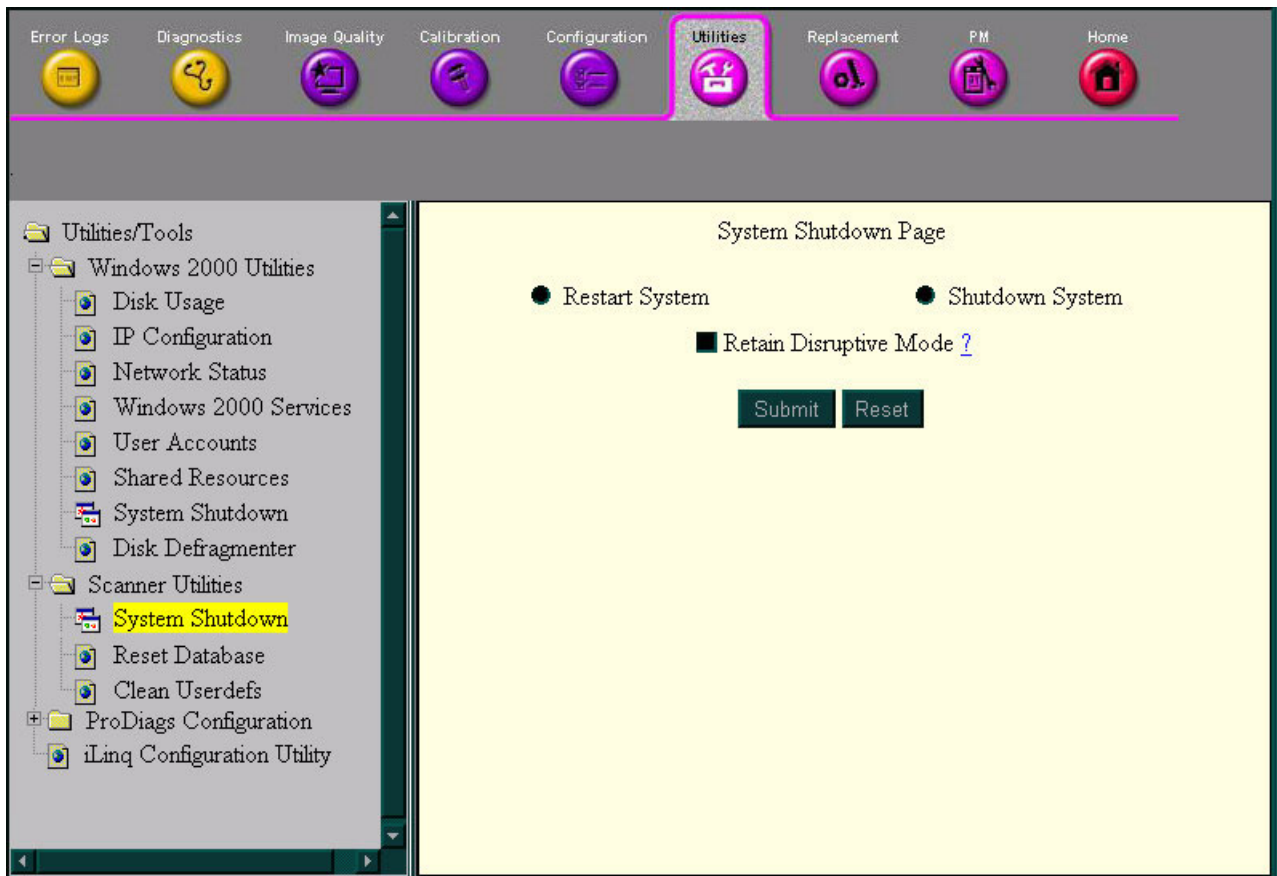 Error Logs Diagnostics Image Quality Calibration Configuration Utilities Replacement PM Home
Utilities/Tools
Windows 2000 Utilities
Disk Usage
IP Configuration
Network Status
Windows 2000 Services
User Accounts
Shared Resources
System Shutdown
Disk Defragmenter
Scanner Utilities
System Shutdown
Reset Database
Clean Userdefs
ProDiags Configuration
iLinq Configuration Utility
System Shutdown Page
Restart System Shutdown System
Retain Disruptive Mode ?
Submit Reset